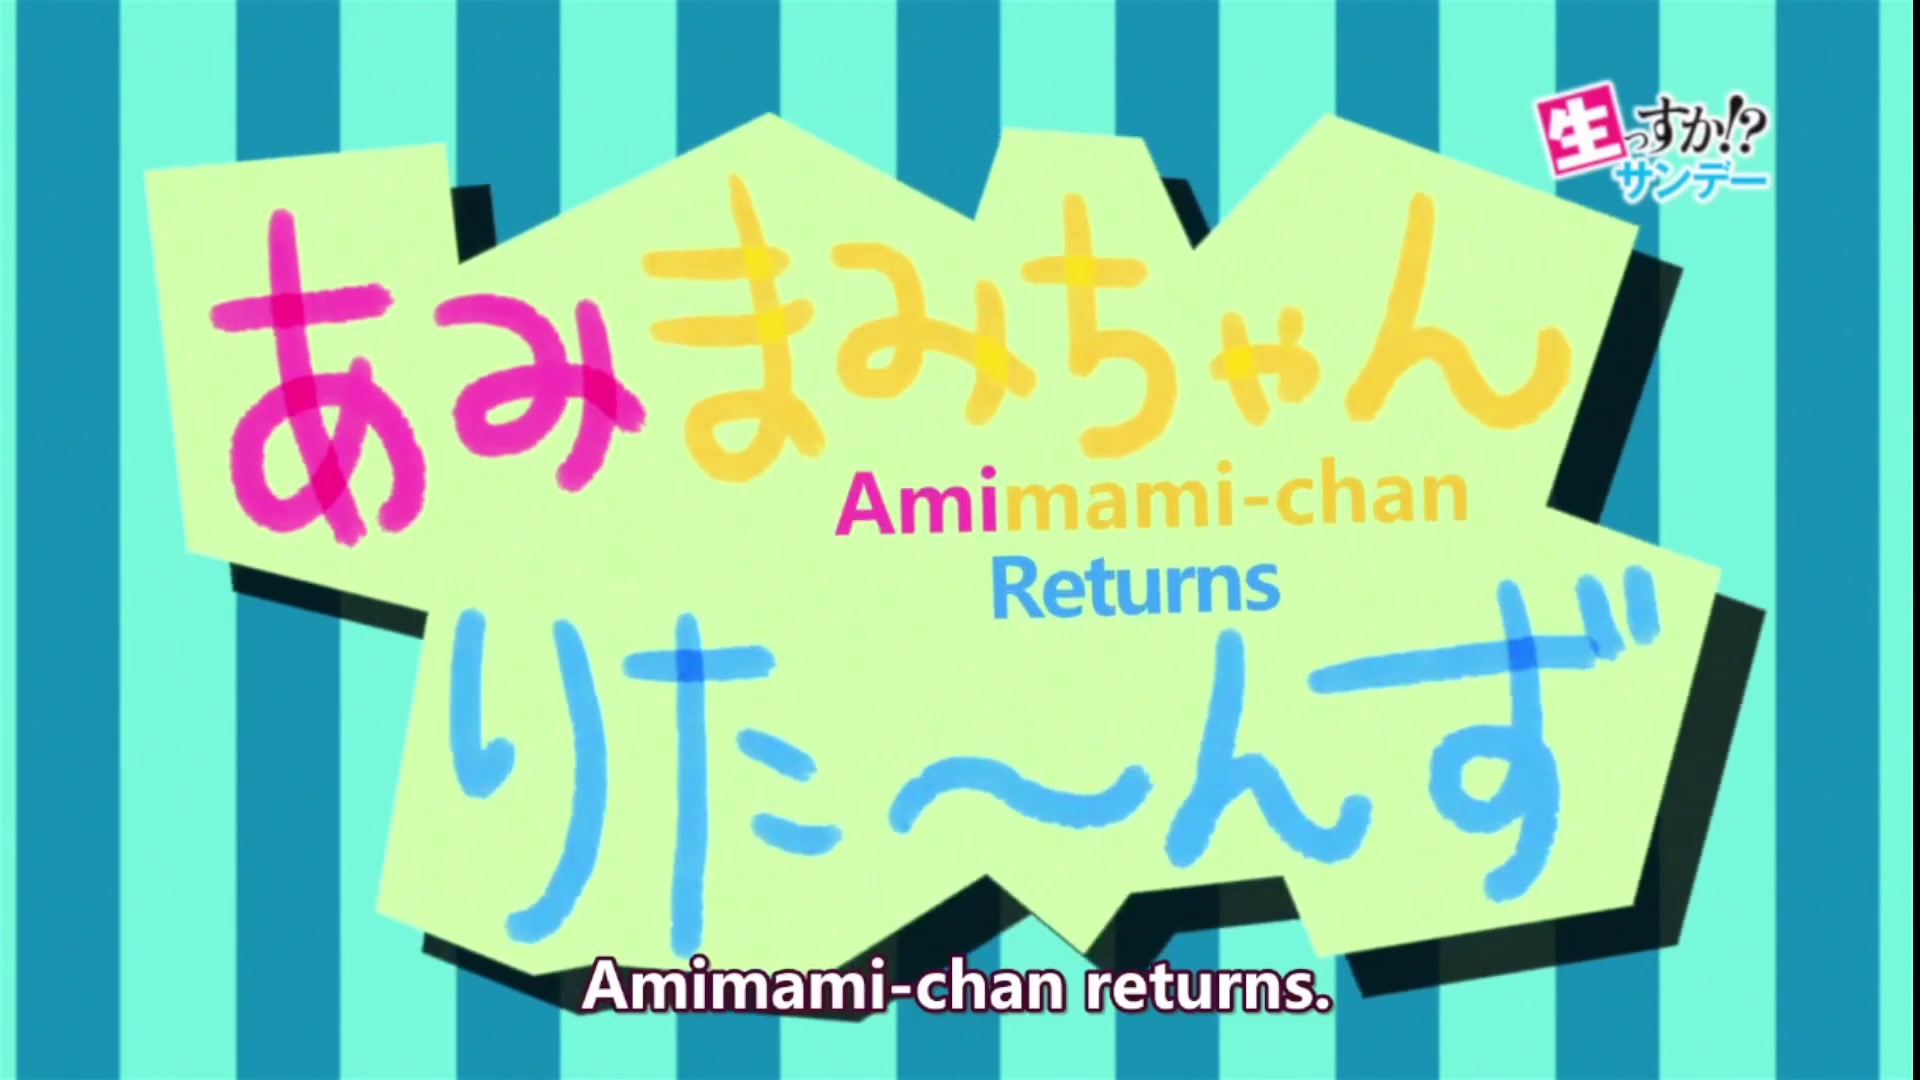 生っすか!?
サンデー
あみまみちゃん
Amimami-chan
Returns
りた〜んず
Amimami-chan returns.